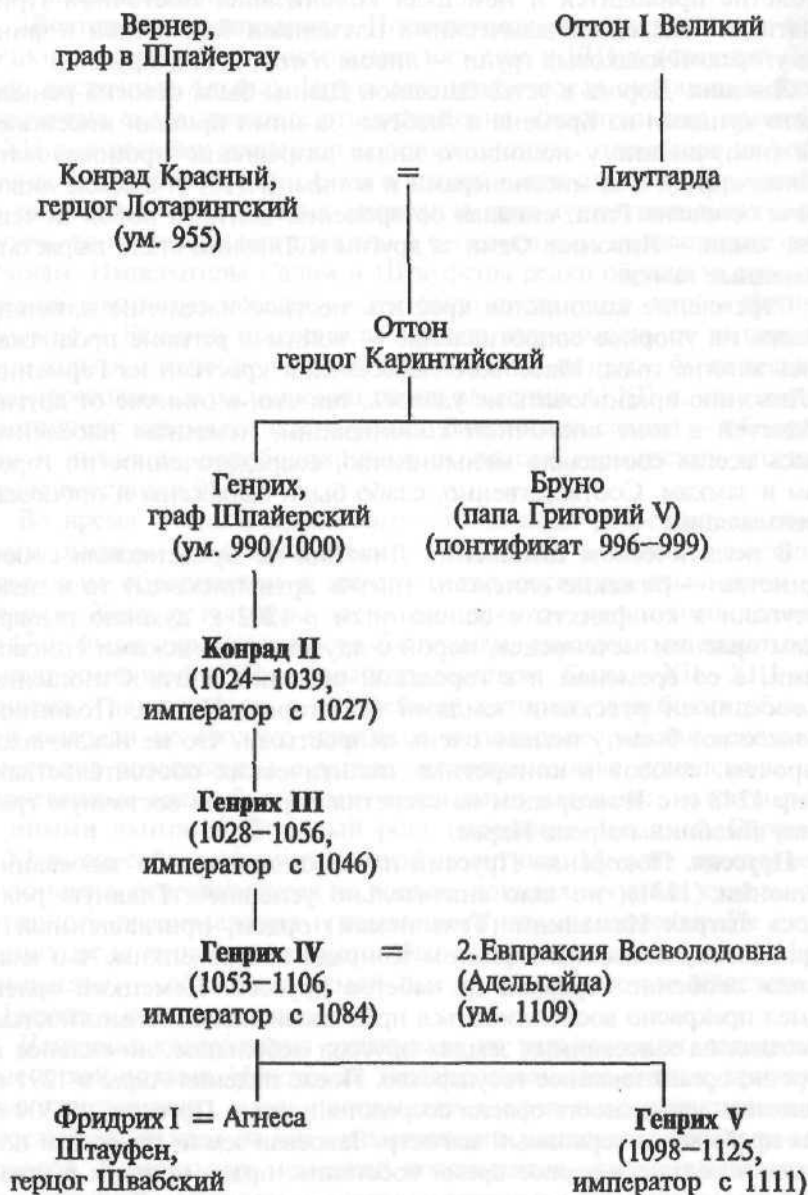 Вернер,
граф в Шпайергау
Оттон I Великий
Конрад Красный,
герцог Лотарингский
(ум. 955)
=
Лиутгарда
Оттон
герцог Каринтийский
Генрих,
граф Шпайерский
(ум. 990/1000)
Бруно
(папа Григорий V)
(понтификат 996—999)
Конрад II
(1024—1039,
император с 1027)
Генрих III
(1028—1056,
император с 1046)
Генрих IV
(1053—1106,
император с 1084)
=
2.Евпраксия Всеволодовна
(Адельгейда)
(ум. 1109)
Фридрих I = Агнеса
Штауфен,
герцог Швабский
Генрих V
(1098—1125,
император с 1111)